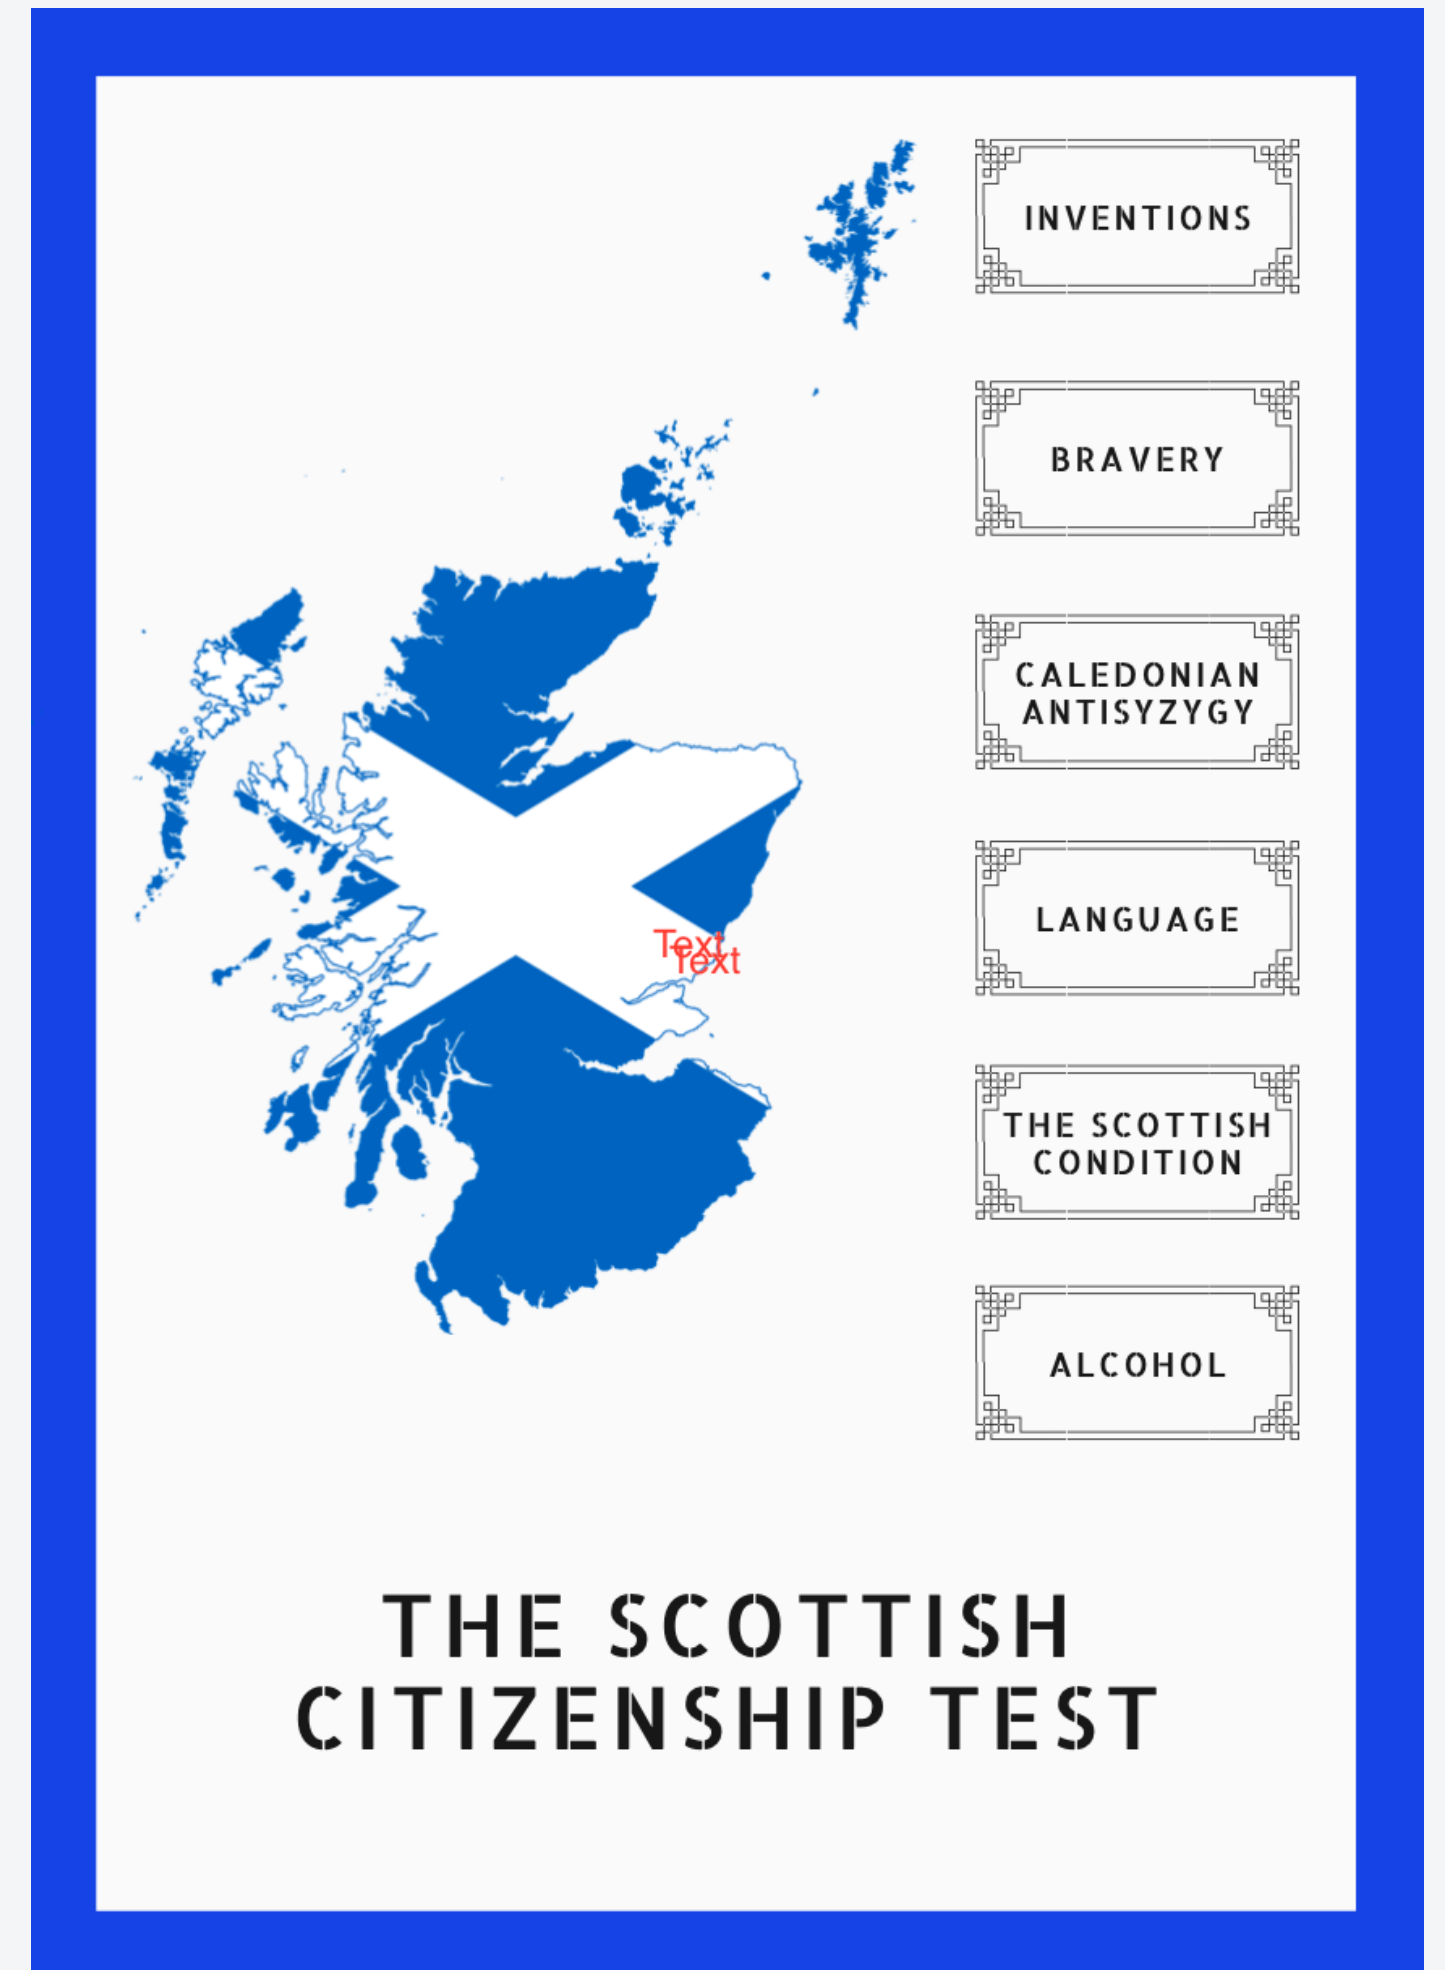 INVENTIONS
BRAVERY
CALEDONIAN
ANTISYZYGY
LANGUAGE
Text
Text
THE SCOTTISH
CONDITION
ALCOHOL
THE SCOTTISH
CITIZENSHIP TEST